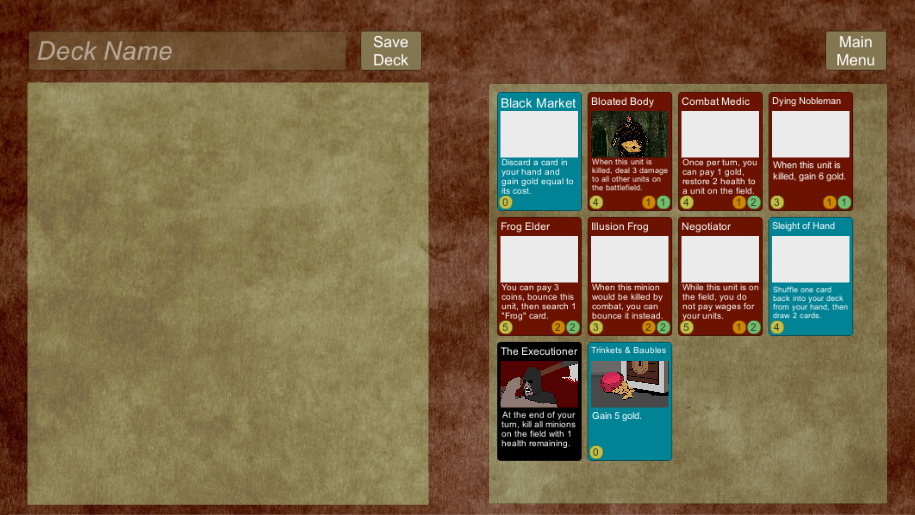 Deck Name
Save
Deck
Main
Menu
Black Market
Discard a card in
your hand and
gain gold equal to
its cost.
0
Bloated Body
When this unit is
killed, deal 3 damage
to all other units on
the battlefield.
4 1 1
Combat Medic
Once per turn, you
can pay 1 gold,
restore 2 health to
a unit on the field.
4 1 2
Dying Nobleman
When this unit is
killed, gain 6 gold.
3 1 1
Frog Elder
You can pay 3
coins, bounce this
unit, then search 1
"Frog" card.
5 2 2
Illusion Frog
When this minion
would be killed by
combat, you can
bounce it instead.
3 2 2
Negotiator
While this unit is on
the field, you do
not pay wages for
your units.
5 1 2
Sleight of Hand
Shuffle one card
back into your deck
from your hand, then
draw 2 cards.
4
The Executioner
At the end of your
turn, kill all minions
on the field with 1
health remaining.
Trinkets & Baubles
Gain 5 gold.
0